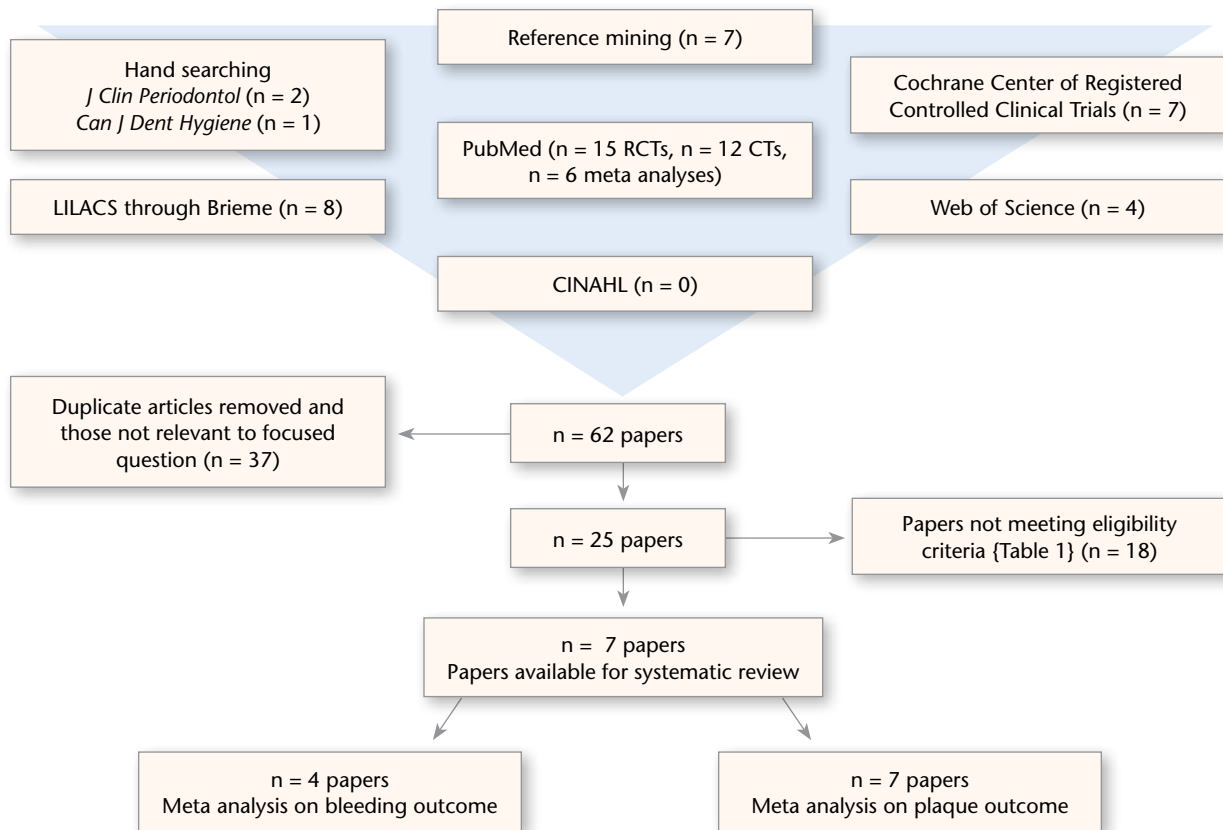 Reference mining (n = 7)
Hand searching
J Clin Periodontol (n = 2)
Can J Dent Hygiene (n = 1)
Cochrane Center of Registered
Controlled Clinical Trials (n = 7)
PubMed (n = 15 RCTs, n = 12 CTs,
n = 6 meta analyses)
LILACS through Brieme (n = 8)
Web of Science (n = 4)
CINAHL (n = 0)
Duplicate articles removed and
those not relevant to focused
question (n = 37)
n = 62 papers
n = 25 papers
Papers not meeting eligibility
criteria {Table 1} (n = 18)
n = 7 papers
Papers available for systematic review
n = 4 papers
Meta analysis on bleeding outcome
n = 7 papers
Meta analysis on plaque outcome